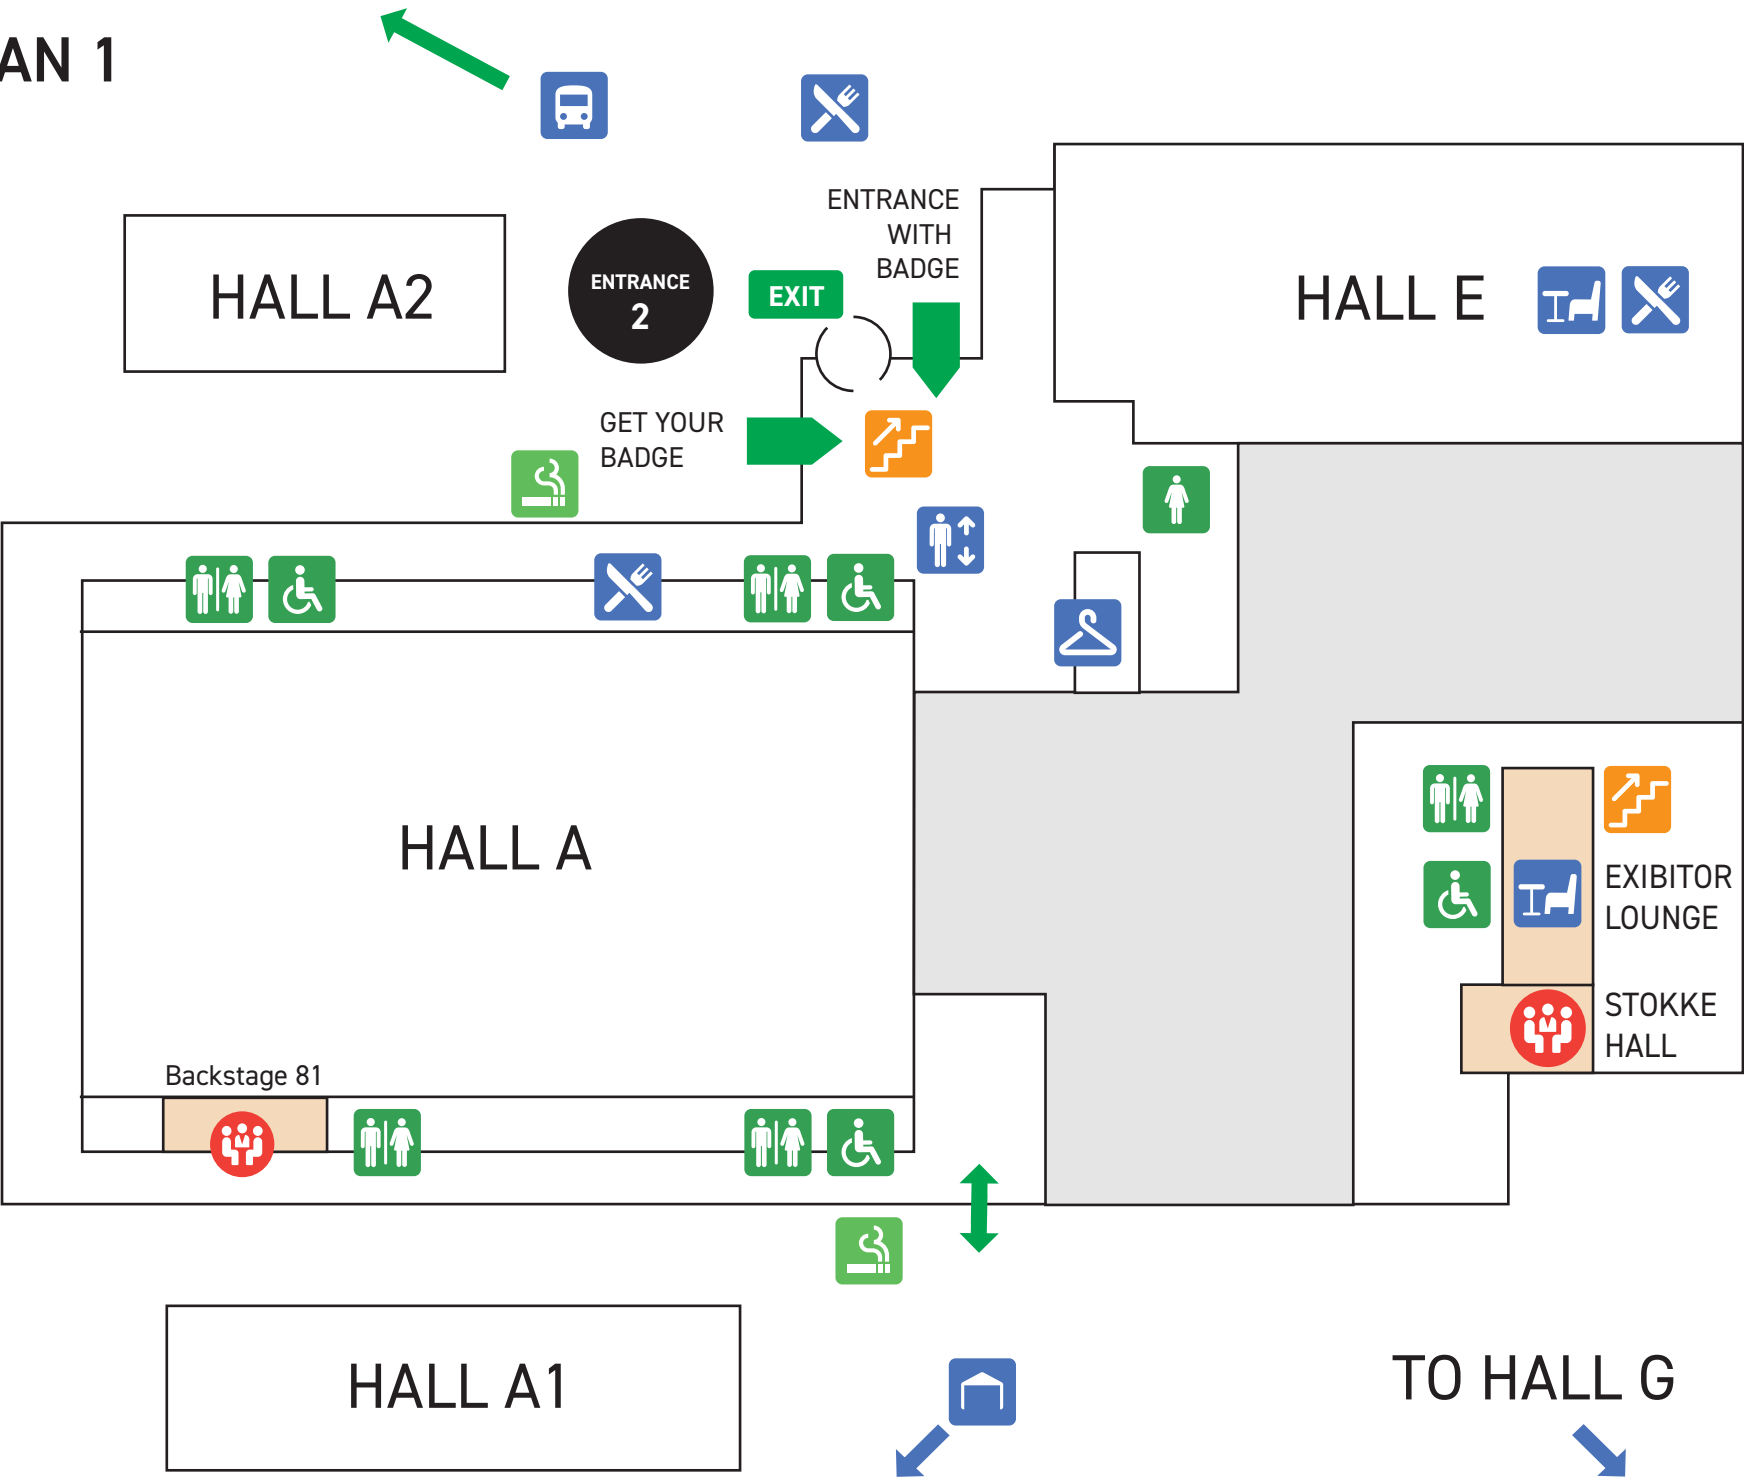 AN 1
ENTRANCE
WITH
BADGE
HALL A2
ENTRANCE
2
EXIT
HALL E
GET YOUR
BADGE
HALL A
EXIBITOR
LOUNGE
STOKKE
HALL
Backstage 81
HALL A1
TO HALL G